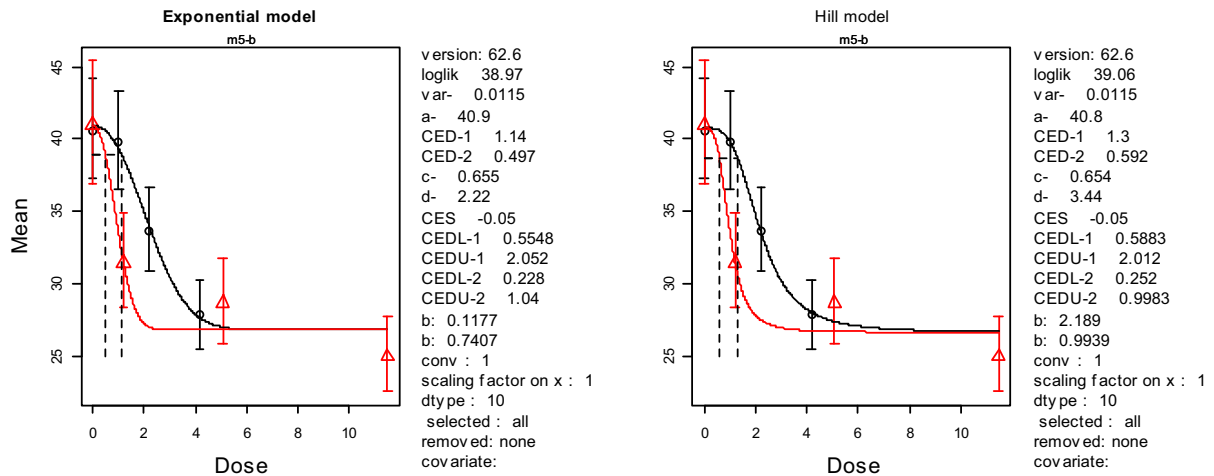 Exponential model
m5-b
Mean
45
40
35
30
25
0 2 4 6 8 10
Dose
version: 62.6
loglik 38.97
var- 0.0115
a- 40.9
CED-1 1.14
CED-2 0.497
c- 0.655
d- 2.22
CES -0.05
CEDL-1 0.5548
CEDU-1 2.052
CEDL-2 0.228
CEDU-2 1.04
b: 0.1177
b: 0.7407
conv : 1
scaling factor on x : 1
dtype : 10
selected : all
removed: none
covariate:
Hill model
m5-b
45
40
35
30
25
0 2 4 6 8 10
Dose
version: 62.6
loglik 39.06
var- 0.0115
a- 40.8
CED-1 1.3
CED-2 0.592
c- 0.654
d- 3.44
CES -0.05
CEDL-1 0.5883
CEDU-1 2.012
CEDL-2 0.252
CEDU-2 0.9983
b: 2.189
b: 0.9939
conv : 1
scaling factor on x : 1
dtype : 10
selected : all
removed: none
covariate: